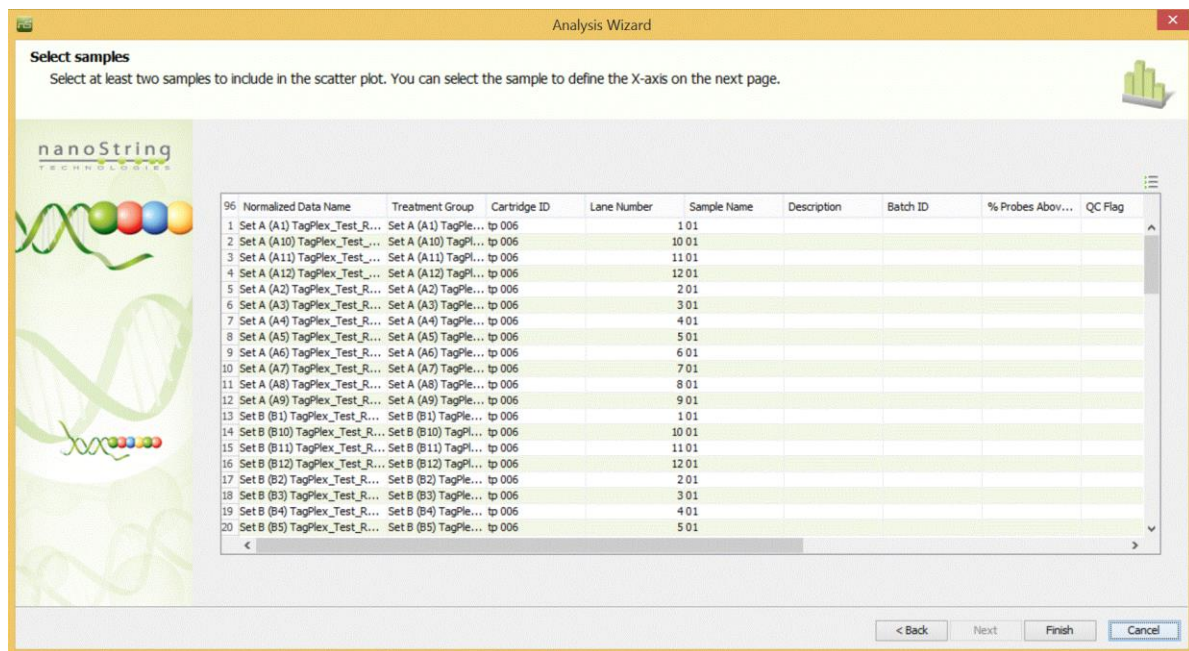 Analysis Wizard
Select samples
Select at least two samples to include in the scatter plot. You can select the sample to define the X-axis on the next page.
nanoString
TECHNOLOGIES
96 Normalized Data Name Treatment Group Cartridge ID Lane Number Sample Name Description Batch ID % Probes Abov... QC Flag
1 Set A (A1) TagPlex_Test_R... Set A (A1) TagPle... tp 006 1 01
2 Set A (A10) TagPlex_Test_... Set A (A10) TagPl... tp 006 10 01
3 Set A (A11) TagPlex_Test_... Set A (A11) TagPl... tp 006 11 01
4 Set A (A12) TagPlex_Test_... Set A (A12) TagPl... tp 006 12 01
5 Set A (A2) TagPlex_Test_R... Set A (A2) TagPle... tp 006 2 01
6 Set A (A3) TagPlex_Test_R... Set A (A3) TagPle... tp 006 3 01
7 Set A (A4) TagPlex_Test_R... Set A (A4) TagPle... tp 006 4 01
8 Set A (A5) TagPlex_Test_R... Set A (A5) TagPle... tp 006 5 01
9 Set A (A6) TagPlex_Test_R... Set A (A6) TagPle... tp 006 6 01
10 Set A (A7) TagPlex_Test_R... Set A (A7) TagPle... tp 006 7 01
11 Set A (A8) TagPlex_Test_R... Set A (A8) TagPle... tp 006 8 01
12 Set A (A9) TagPlex_Test_R... Set A (A9) TagPle... tp 006 9 01
13 Set B (B1) TagPlex_Test_R... Set B (B1) TagPle... tp 006 1 01
14 Set B (B10) TagPlex_Test_R... Set B (B10) TagPl... tp 006 10 01
15 Set B (B11) TagPlex_Test_R... Set B (B11) TagPl... tp 006 11 01
16 Set B (B12) TagPlex_Test_R... Set B (B12) TagPl... tp 006 12 01
17 Set B (B2) TagPlex_Test_R... Set B (B2) TagPle... tp 006 2 01
18 Set B (B3) TagPlex_Test_R... Set B (B3) TagPle... tp 006 3 01
19 Set B (B4) TagPlex_Test_R... Set B (B4) TagPle... tp 006 4 01
20 Set B (B5) TagPlex_Test_R... Set B (B5) TagPle... tp 006 5 01
< Back Next Finish Cancel